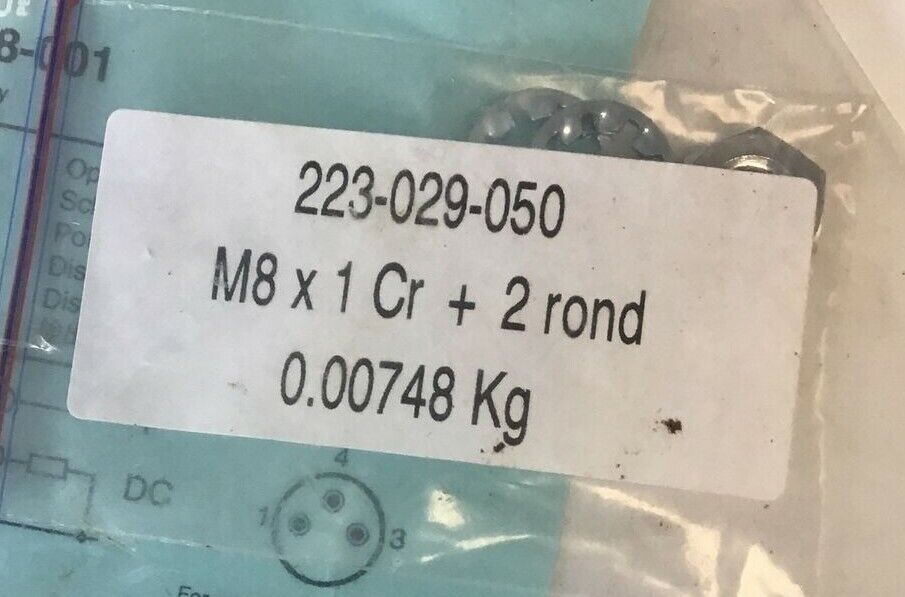 8-001
223-029-050
M8 x 1 Cr + 2 rond
0.00748 Kg
DC
4
1
3